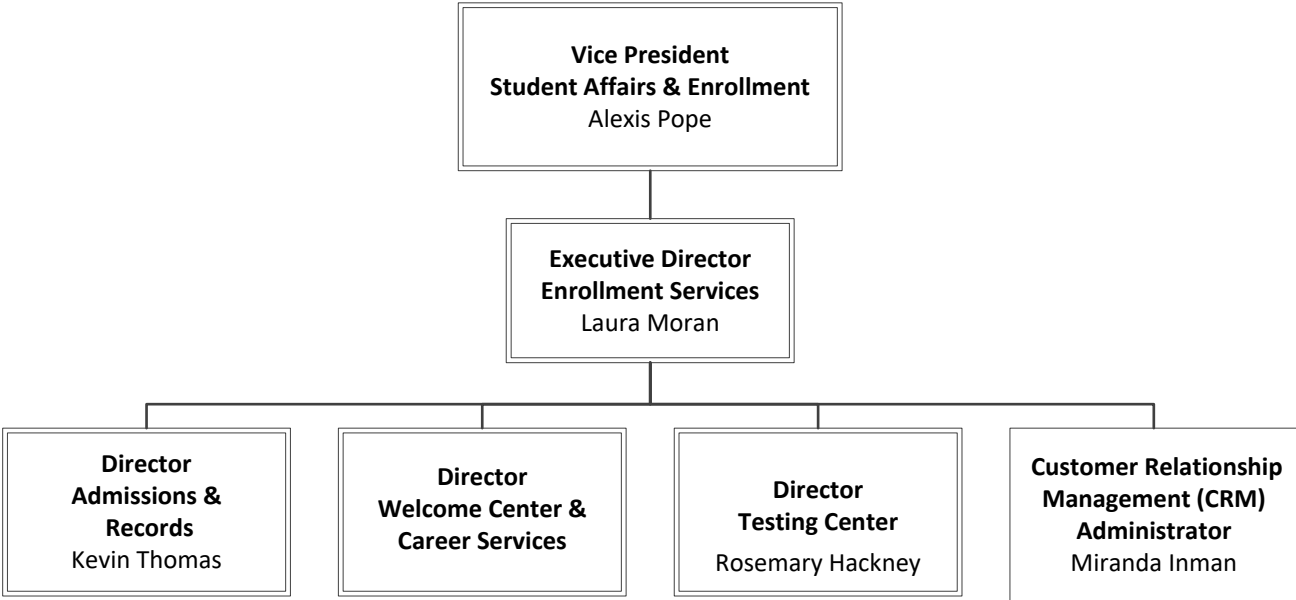 Vice President
Student Affairs & Enrollment
Alexis Pope
Executive Director
Enrollment Services
Laura Moran
Director
Admissions &
Records
Kevin Thomas
Director
Welcome Center &
Career Services
Director
Testing Center
Rosemary Hackney
Customer Relationship
Management (CRM)
Administrator
Miranda Inman